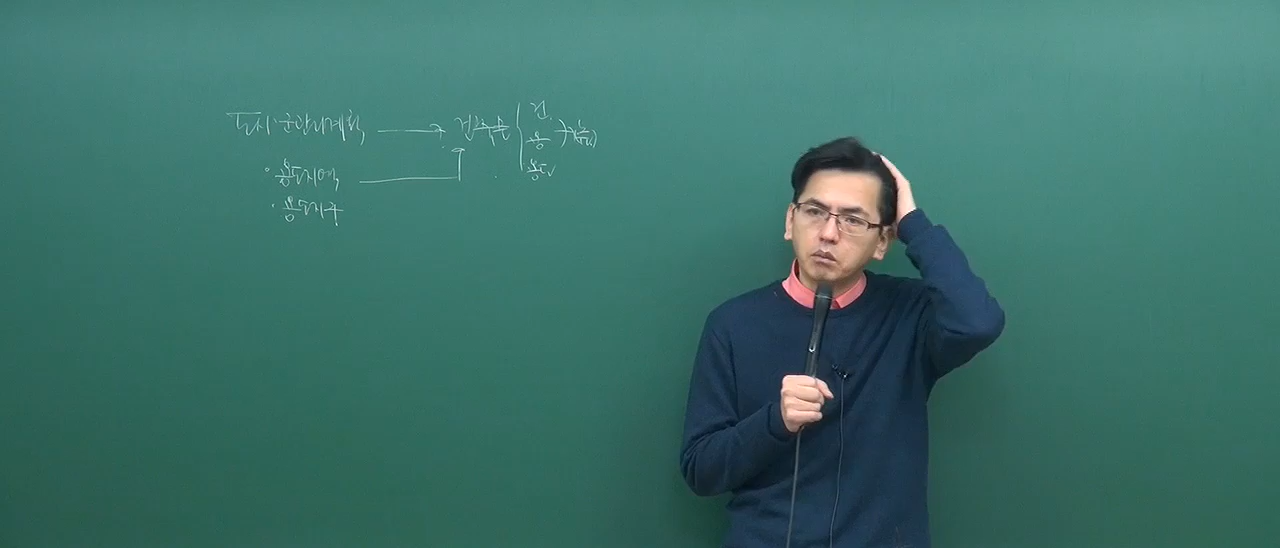 도시·군관리계획 → 건축물 { 건
용
용도
· 용도지역
· 용도지구